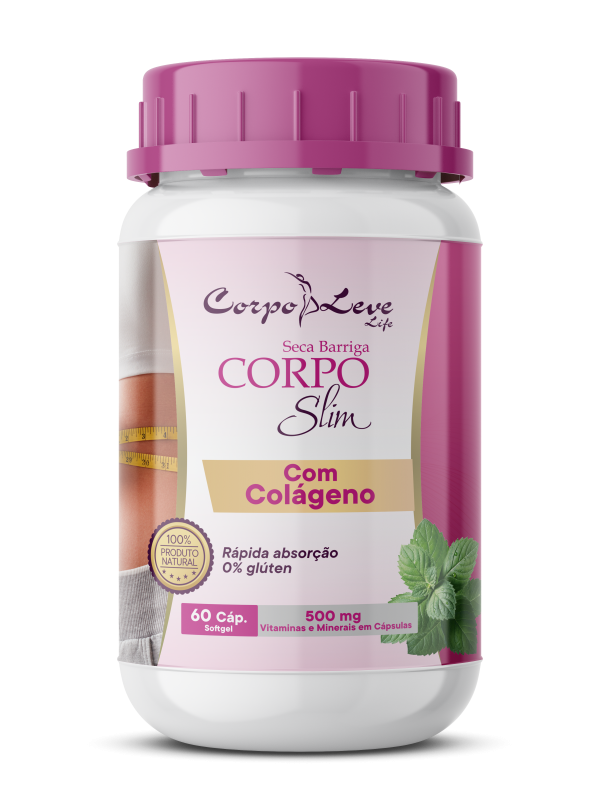 Corpo Leve
Life
Seca Barriga
CORPO
Slim
Com
Colágeno
100%
PRODUTO
NATURAL
Rápida absorção
0% glúten
60 Cáp.
Softgel
500 mg
Vitaminas e Minerais em Cápsulas